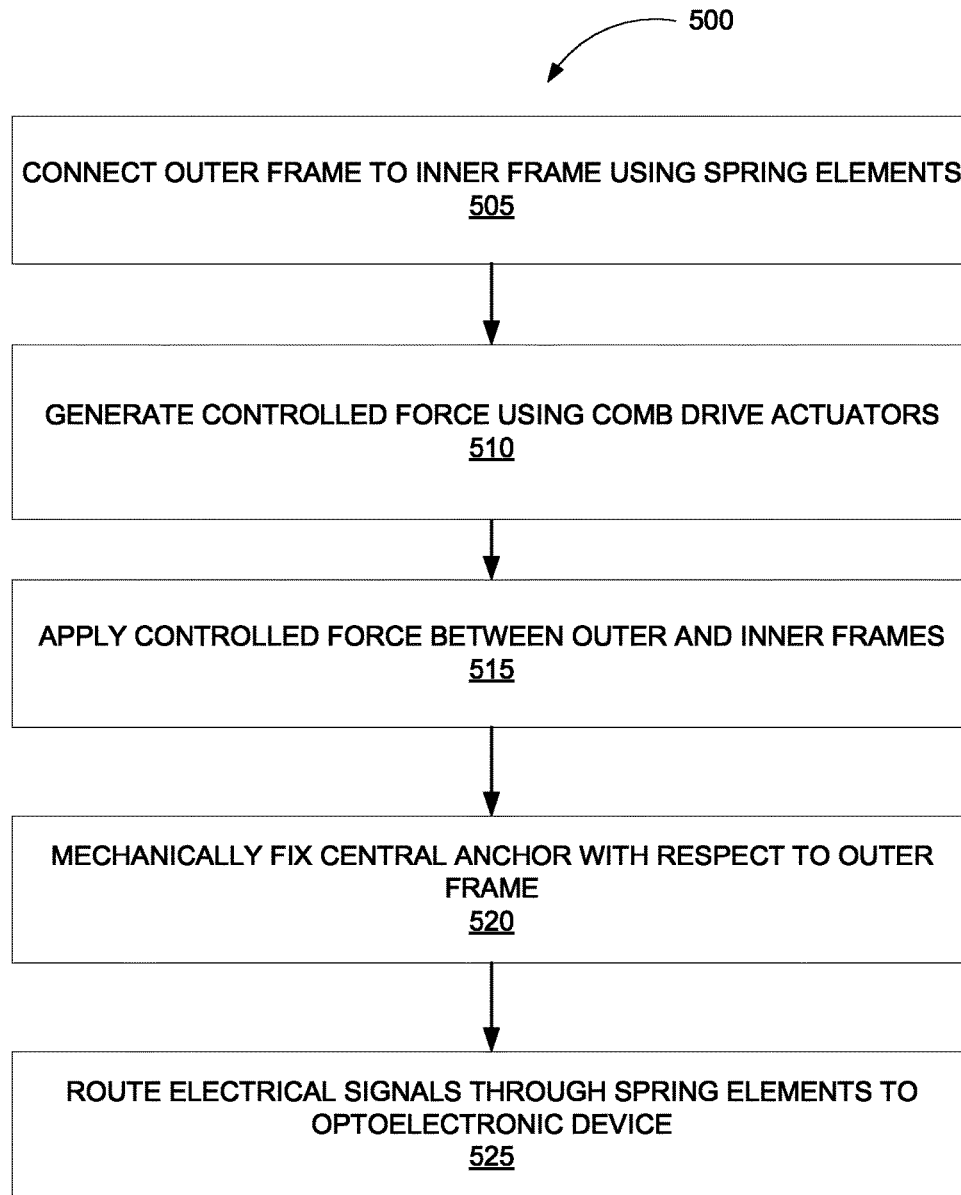 500
CONNECT OUTER FRAME TO INNER FRAME USING SPRING ELEMENTS
505
GENERATE CONTROLLED FORCE USING COMB DRIVE ACTUATORS
510
APPLY CONTROLLED FORCE BETWEEN OUTER AND INNER FRAMES
515
MECHANICALLY FIX CENTRAL ANCHOR WITH RESPECT TO OUTER
FRAME
520
ROUTE ELECTRICAL SIGNALS THROUGH SPRING ELEMENTS TO
OPTOELECTRONIC DEVICE
525